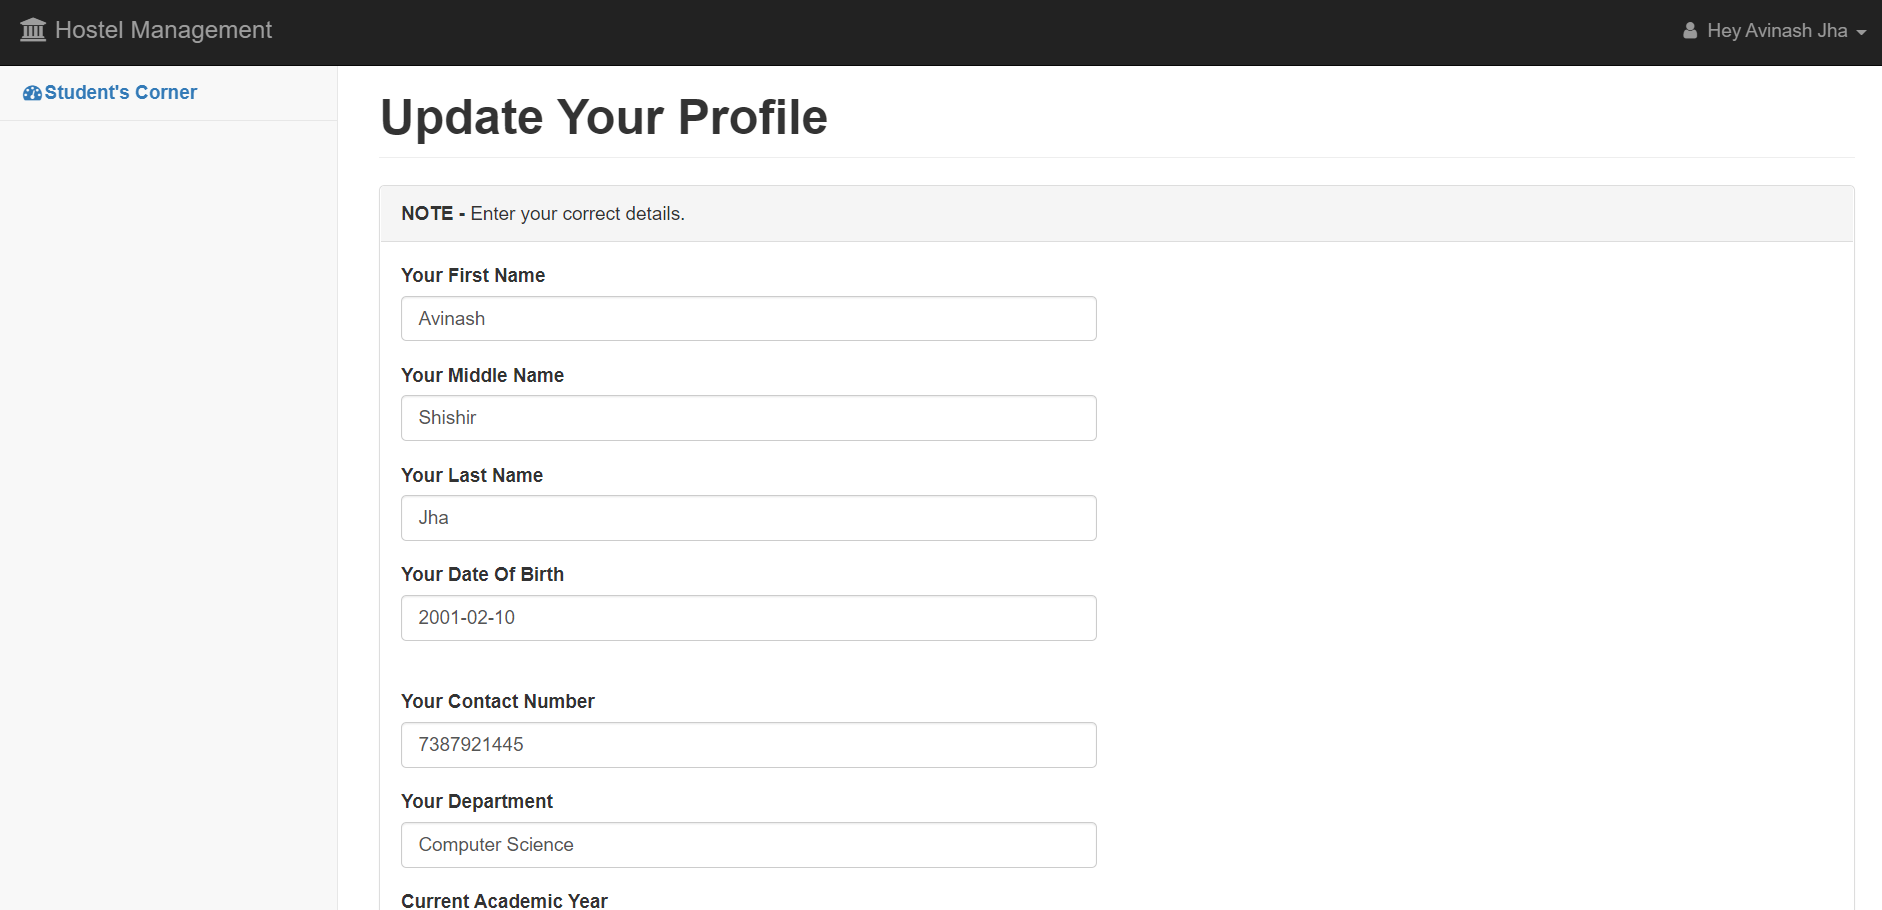 Hostel Management
Hey Avinash Jha
Student's Corner
Update Your Profile
NOTE - Enter your correct details.
Your First Name
Avinash
Your Middle Name
Shishir
Your Last Name
Jha
Your Date Of Birth
2001-02-10
Your Contact Number
7387921445
Your Department
Computer Science
Current Academic Year